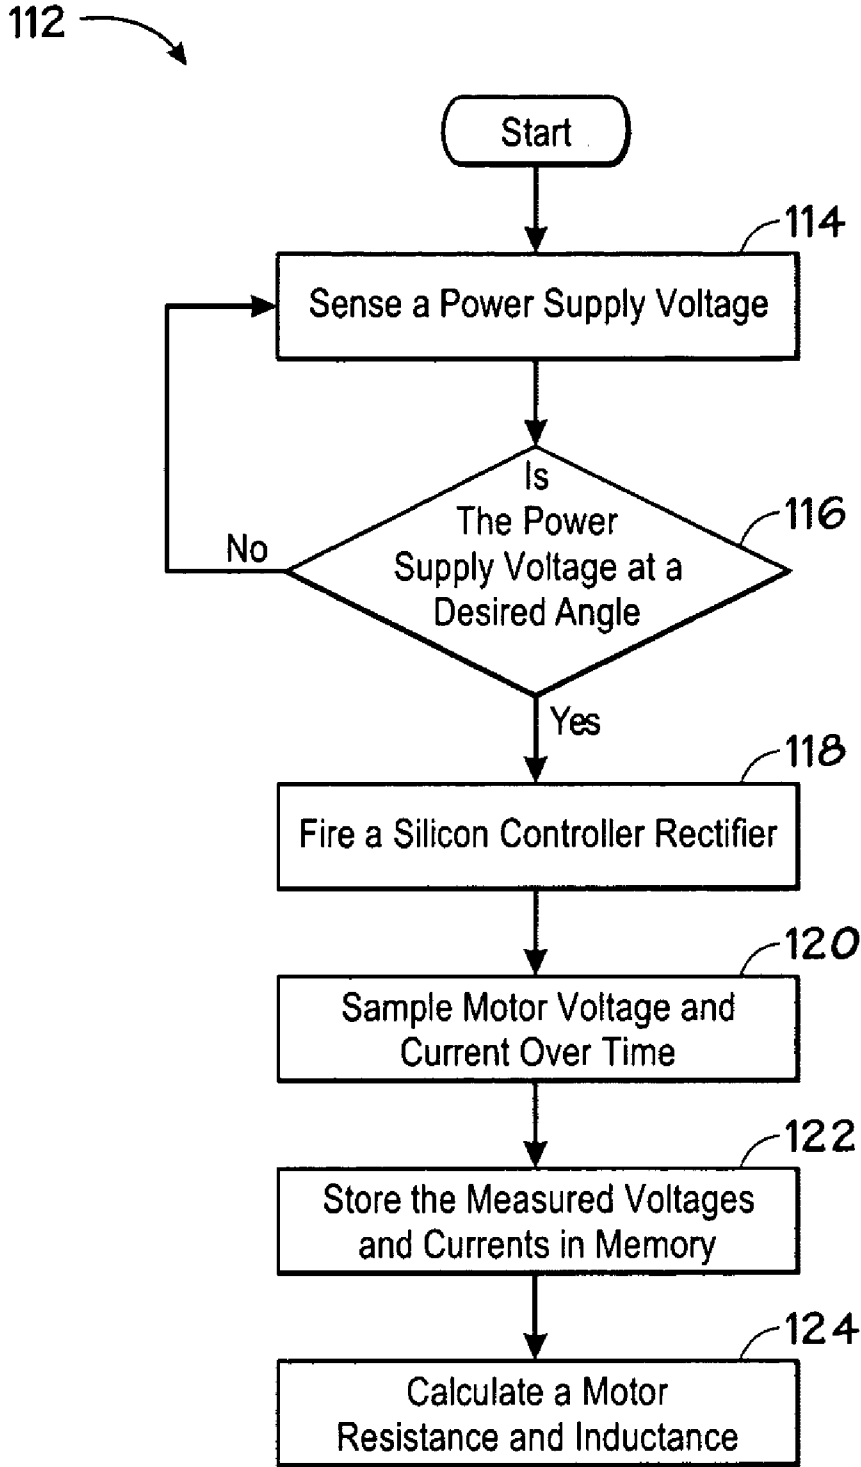 112
Start
114
Sense a Power Supply Voltage
Is
The Power
Supply Voltage at a
Desired Angle
116
No
Yes
118
Fire a Silicon Controller Rectifier
120
Sample Motor Voltage and
Current Over Time
122
Store the Measured Voltages
and Currents in Memory
124
Calculate a Motor
Resistance and Inductance